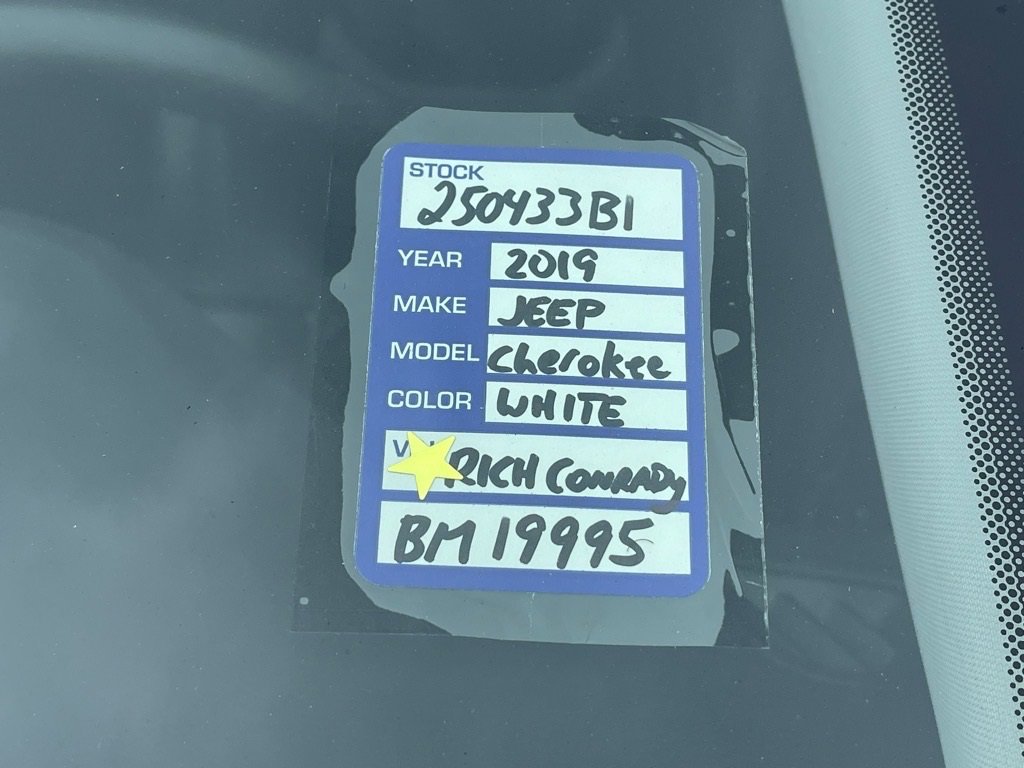 STOCK
250433B1
YEAR 2019
MAKE JEEP
MODEL Cherokee
COLOR WHITE
RICH CONRADY
BM 19995